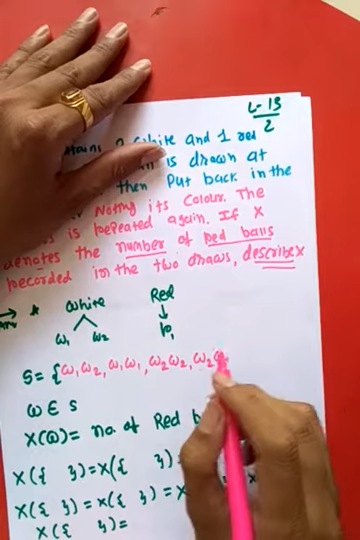 L-13
2
2 white and 1 red
is drawn at
then Put back in the
Noting its Colour. The
is repeated again. If X
denotes the number of red balls
recorded in the two draws, describe X
Ans → A
White
Red
ω₁ ω₂
S = {ω₁ω₂, ω₁ω₁, ω₂ω₂, ω₂
ω ∈ S
X(ω) = no. of Red
X({ }) = X({ }) =
X({ }) = X({ }) = X
X({ }) =